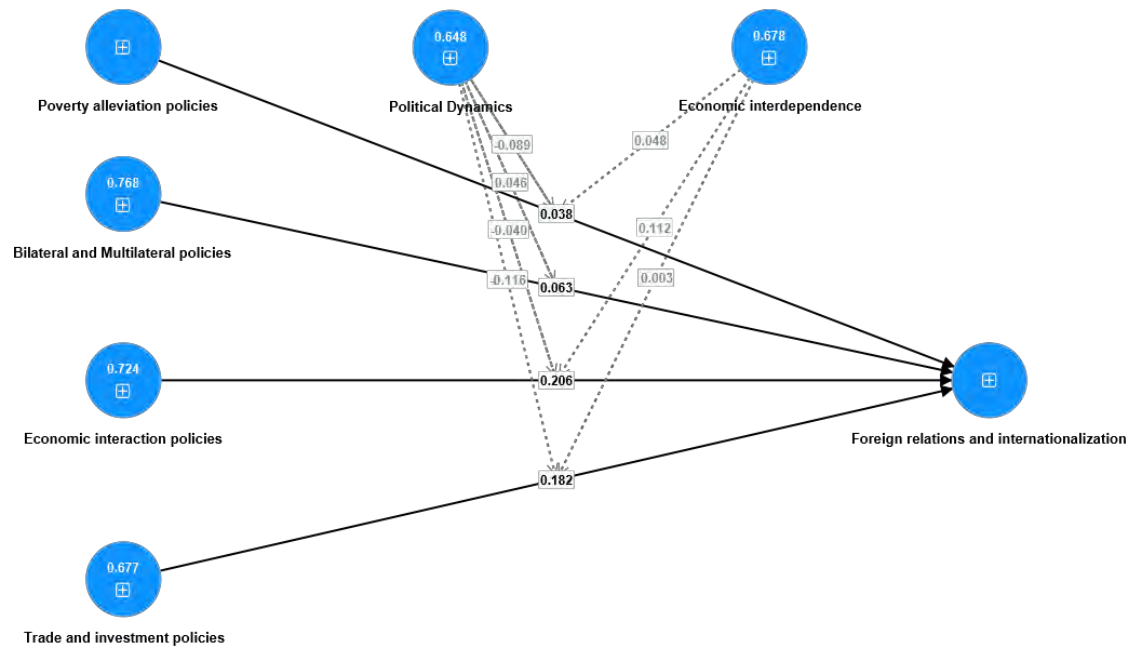 0.648
0.678
Poverty alleviation policies
Political Dynamics
Economic interdependence
-0.089
0.048
0.768
0.046
0.038
-0.040
0.112
Bilateral and Multilateral policies
-0.116
0.003
0.063
0.724
0.206
Economic interaction policies
Foreign relations and internationalization
0.182
0.677
Trade and investment policies